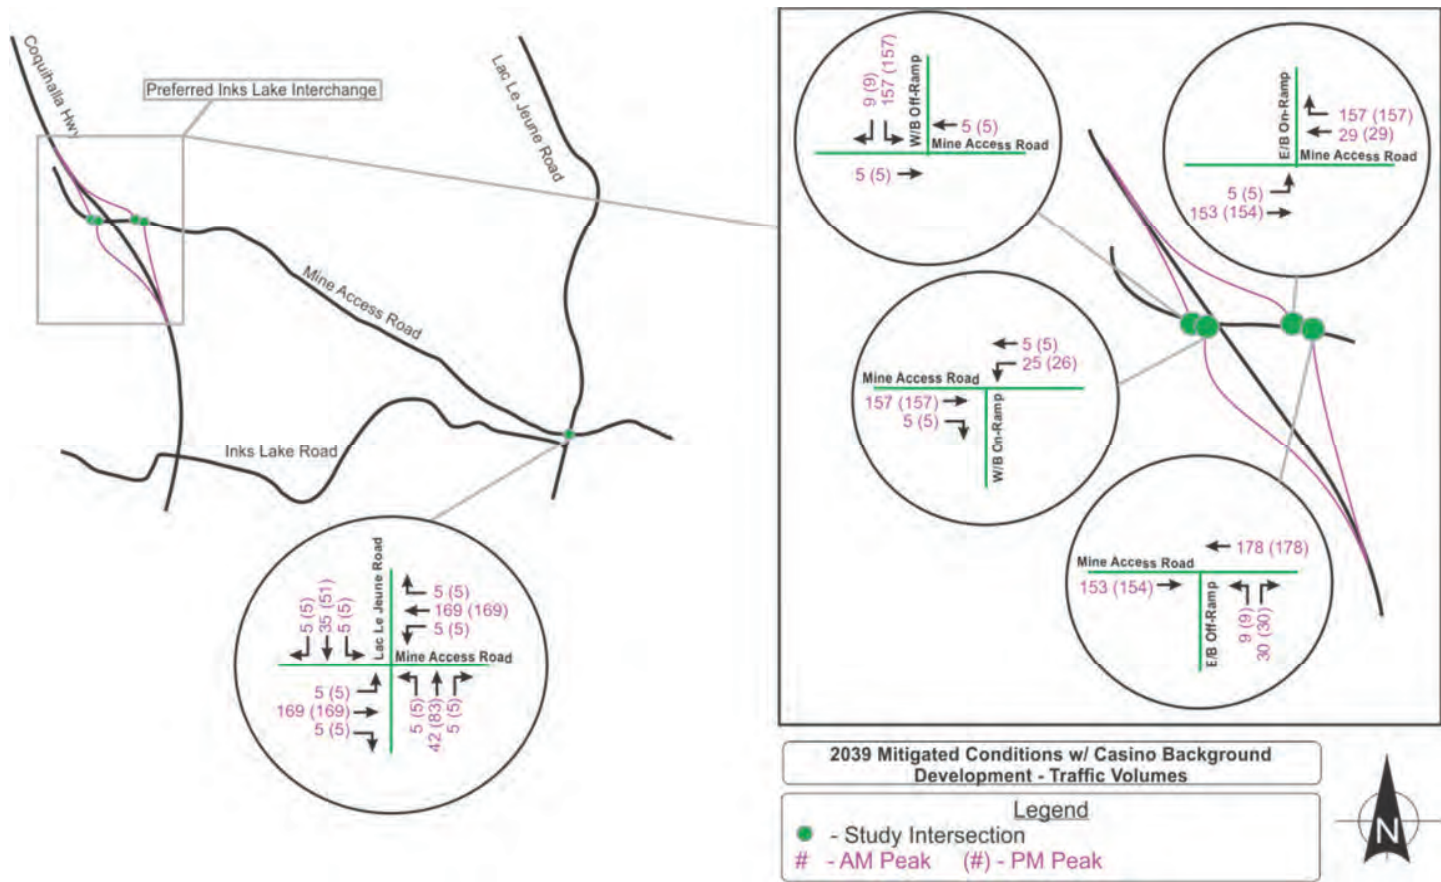 Coquihalla Hwy
Preferred Inks Lake Interchange
Lac Le Jeune Road
Mine Access Road
Inks Lake Road
5 (5)
35 (51)
5 (5)
Lac Le Jeune Road
5 (5)
169 (169)
5 (5)
Mine Access Road
5 (5)
169 (169)
5 (5)
5 (5)
42 (83)
5 (5)
9 (9)
157 (157)
W/B Off-Ramp
5 (5)
Mine Access Road
5 (5)
E/B On-Ramp
157 (157)
29 (29)
Mine Access Road
5 (5)
153 (154)
5 (5)
25 (26)
Mine Access Road
157 (157)
5 (5)
W/B On-Ramp
178 (178)
Mine Access Road
153 (154)
E/B Off-Ramp
9 (9)
30 (30)
2039 Mitigated Conditions w/ Casino Background
Development - Traffic Volumes
Legend
- Study Intersection
# - AM Peak (#) - PM Peak
N